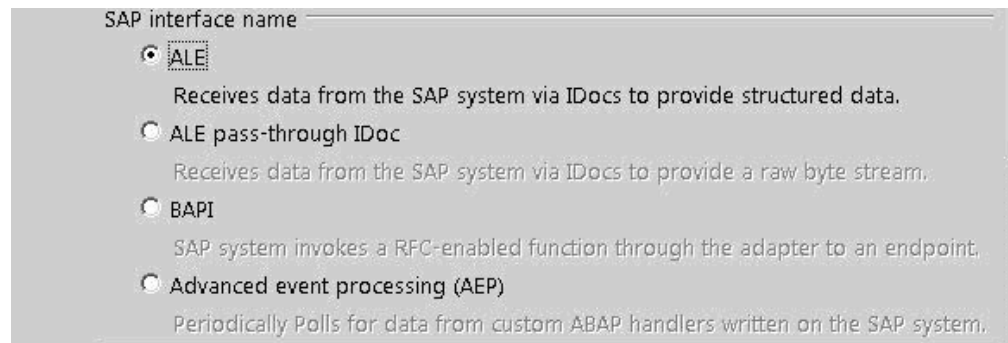 SAP interface name
ALE
Receives data from the SAP system via IDocs to provide structured data.
ALE pass-through IDoc
Receives data from the SAP system via IDocs to provide a raw byte stream.
BAPI
SAP system invokes a RFC-enabled function through the adapter to an endpoint.
Advanced event processing (AEP)
Periodically Polls for data from custom ABAP handlers written on the SAP system.